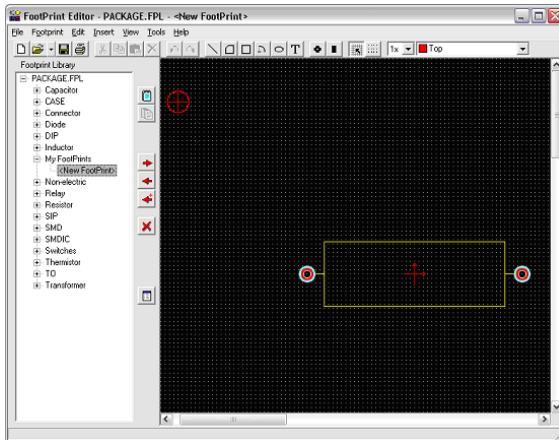 FootPrint Editor - PACKAGE.FPL - <New FootPrint>
File Footprint Edit Insert View Tools Help
T 1x Top
Footprint Library
PACKAGE.FPL
Capacitor
CASE
Connector
Diode
DIP
Inductor
My FootPrints
<New FootPrint>
Non-electric
Relay
Resistor
SIP
SMD
SMDIC
Switches
Thermistor
TO
Transformer